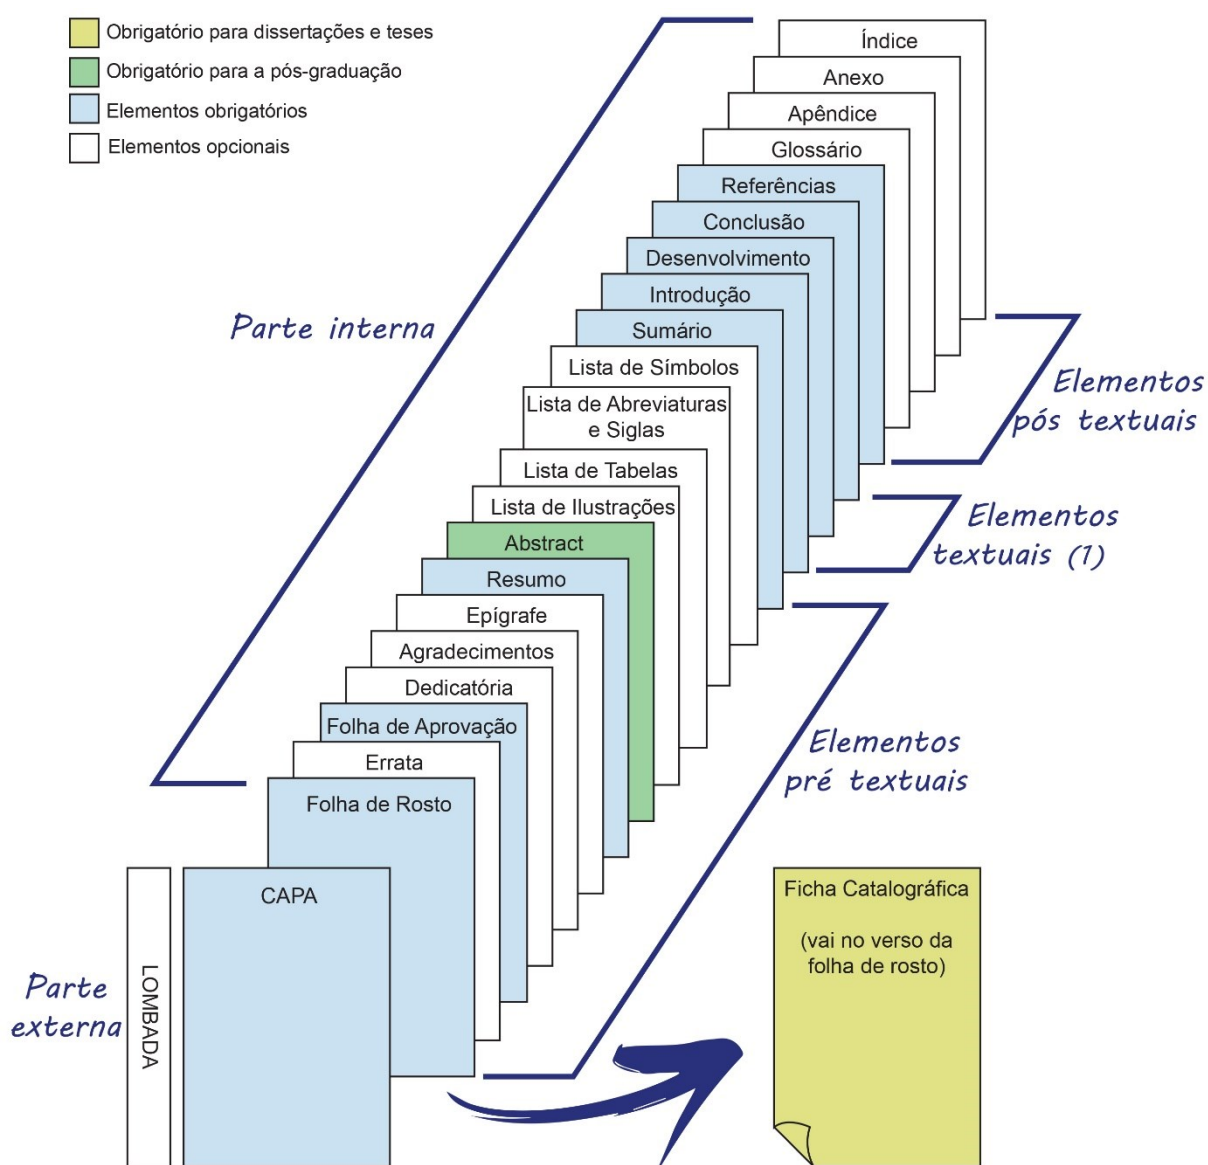 Obrigatório para dissertações e teses
Obrigatório para a pós-graduação
Elementos obrigatórios
Elementos opcionais
Índice
Anexo
Apêndice
Glossário
Referências
Conclusão
Desenvolvimento
Introdução
Sumário
Lista de Símbolos
Lista de Abreviaturas
e Siglas
Lista de Tabelas
Lista de Ilustrações
Abstract
Resumo
Epígrafe
Agradecimentos
Dedicatória
Folha de Aprovação
Errata
Folha de Rosto
CAPA
LOMBADA
Parte interna
Parte
externa
Elementos
pós textuais
Elementos
textuais (1)
Elementos
pré textuais
Ficha Catalográfica
(vai no verso da
folha de rosto)